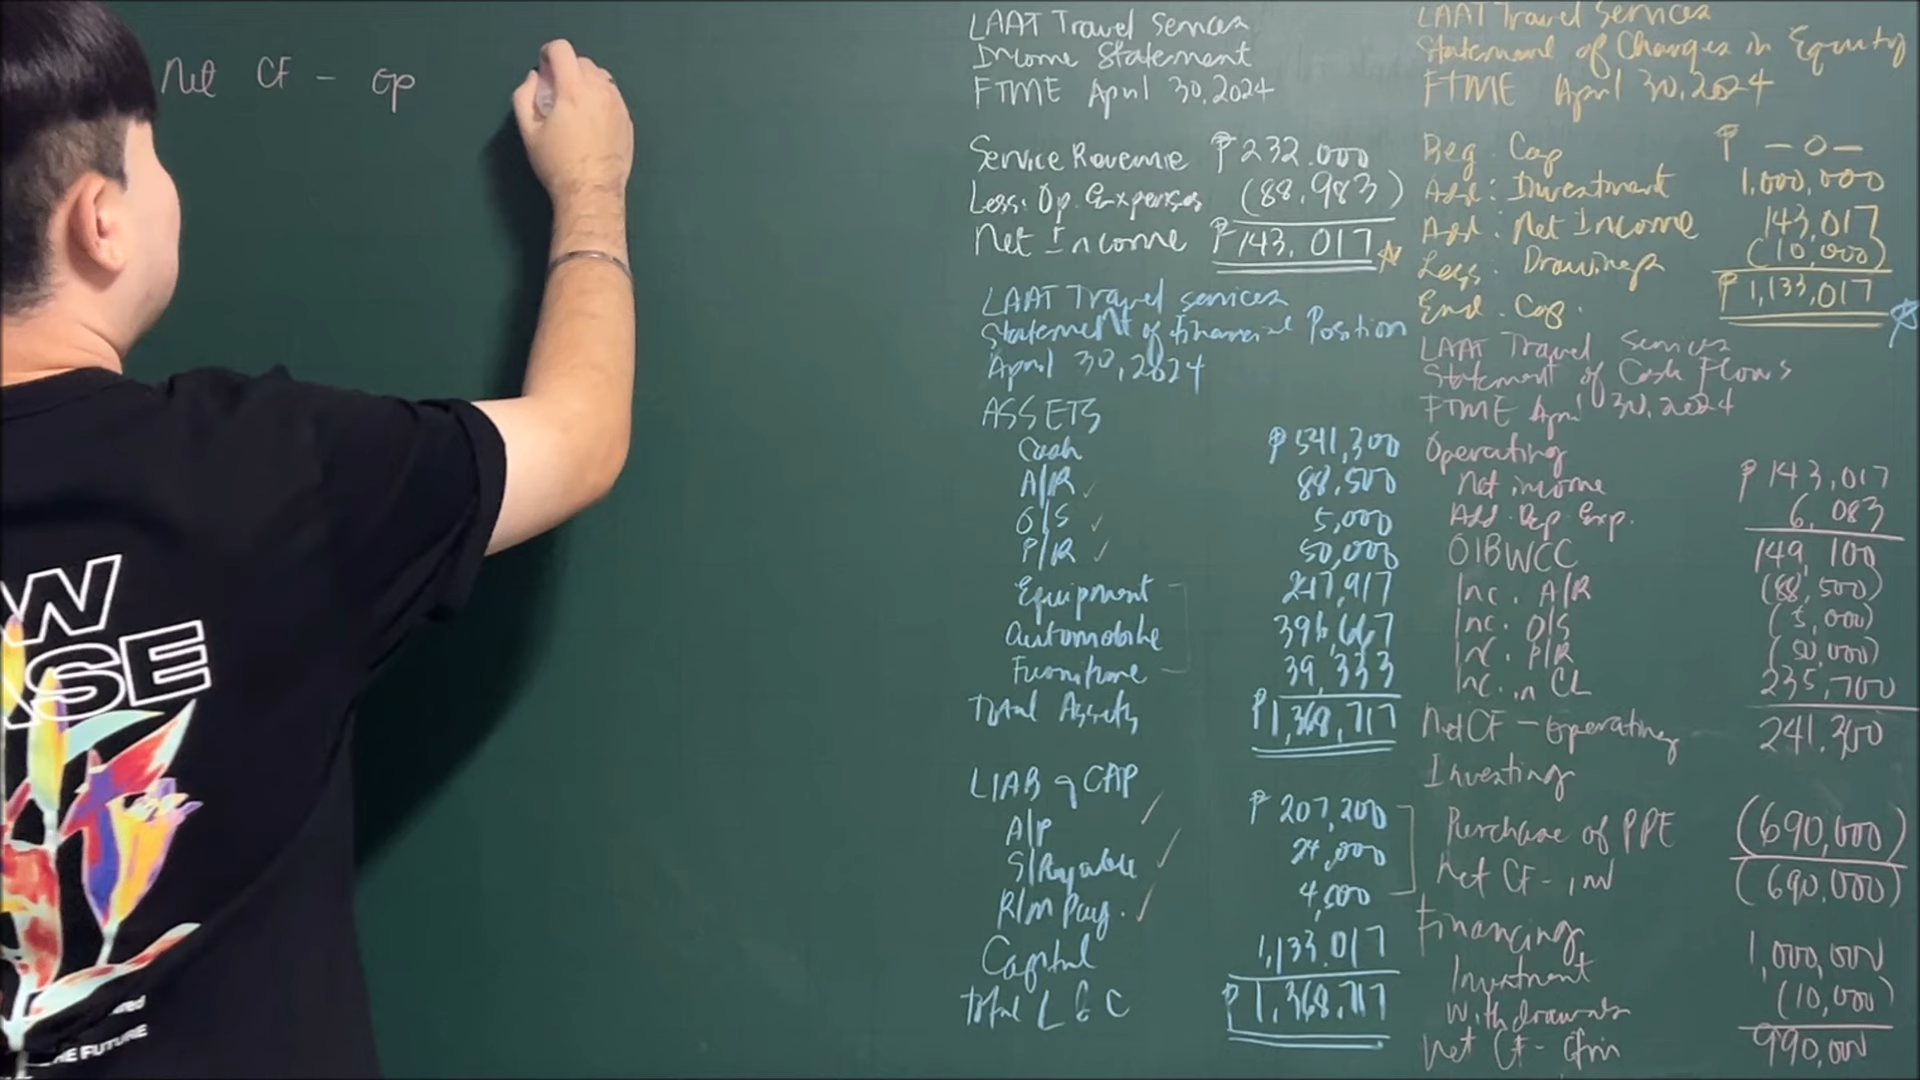 Net CF - op
LAAT Travel Services
Income Statement
FTME April 30, 2024
Service Revenue ₱232.000
Less: Op. Expenses (88,983)
Net Income ₱143,017
LAAT Travel services
Statement of Financial Position
April 30, 2024
ASSETS
Cash ₱541,300
A/R 88,500
O/S 5,000
P/R 50,000
Equipment 247,917
Automobile 396,667
Furniture 39,333
Total Assets ₱1,368,717
LIAB & CAP
A/P ₱207,200
S/Payable 24,000
R/M Pay. 4,500
Capital 1,133.017
Total L & C ₱1,368,717
LAAT Travel Services
Statement of Changes in Equity
FTME April 30, 2024
Beg. Cap ₱ -0-
Add: Investment 1,000,000
Add: Net Income 143,017
Less: Drawings (10,000)
End. Cap. ₱1,133,017
LAAT Travel Services
Statement of Cash Flows
FTME April 30, 2024
Operating
Net income ₱143,017
Add. Dep. Exp. 6,083
OIBWCC 149,100
Inc. A/R (88,500)
Inc. O/S (5,000)
Inc. P/R (50,000)
Inc. in CL 235,700
Net CF - operating 241,300
Investing
Purchase of PPE (690,000)
Net CF - inv (690,000)
Financing
Investment 1,000,000
Withdrawals (10,000)
Net CF - fin 990,000
W
ASE
THE FUTURE